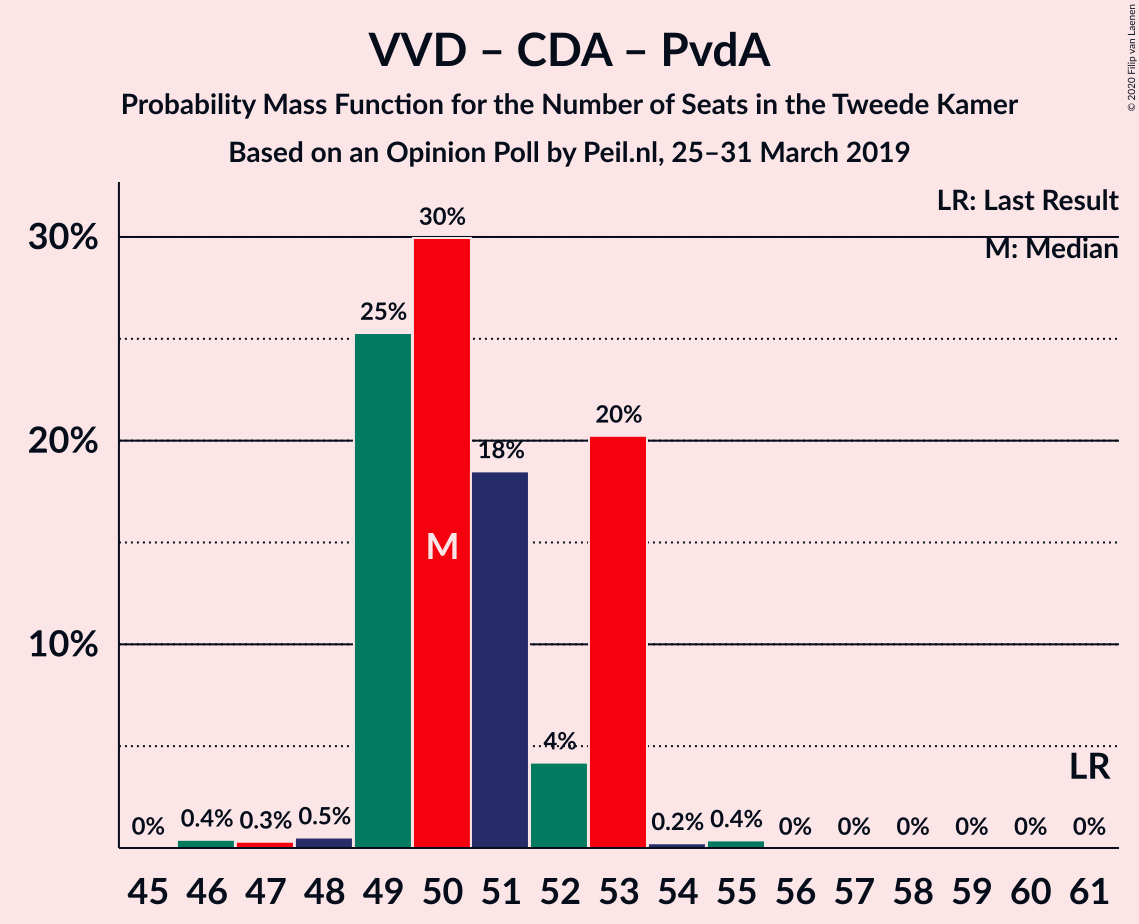 VVD – CDA – PvdA
Probability Mass Function for the Number of Seats in the Tweede Kamer
Based on an Opinion Poll by Peil.nl, 25–31 March 2019
© 2020 Filip van Laenen
LR: Last Result
M: Median
30%
20%
10%
0%
0.4%
0.3%
0.5%
25%
30%
18%
4%
20%
0.2%
0.4%
0%
0%
0%
0%
0%
0%
M
LR
45 46 47 48 49 50 51 52 53 54 55 56 57 58 59 60 61